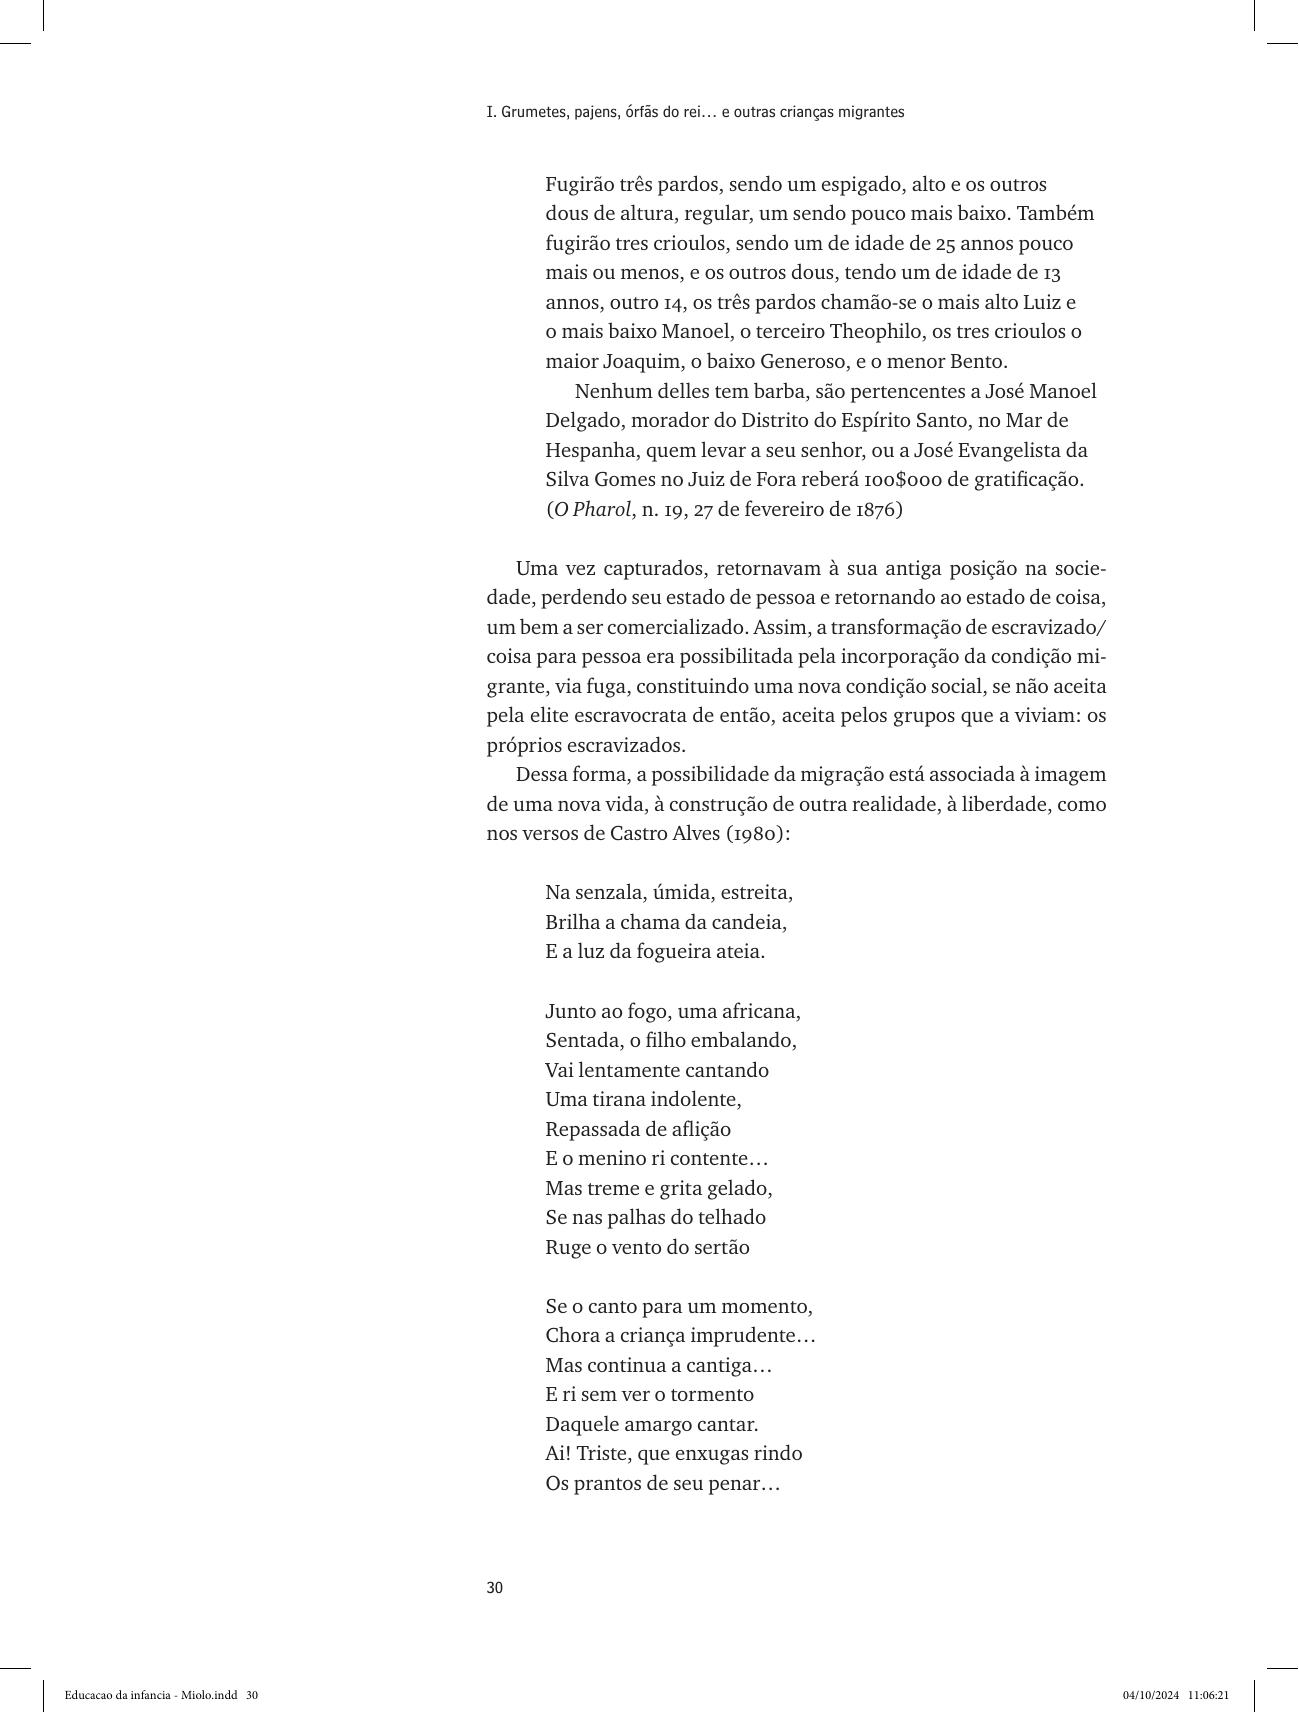 I. Grumetes, pajens, órfãs do rei… e outras crianças migrantes
Fugirão três pardos, sendo um espigado, alto e os outros
dous de altura, regular, um sendo pouco mais baixo. Também
fugirão tres crioulos, sendo um de idade de 25 annos pouco
mais ou menos, e os outros dous, tendo um de idade de 13
annos, outro 14, os três pardos chamão-se o mais alto Luiz e
o mais baixo Manoel, o terceiro Theophilo, os tres crioulos o
maior Joaquim, o baixo Generoso, e o menor Bento.
Nenhum delles tem barba, são pertencentes a José Manoel
Delgado, morador do Distrito do Espírito Santo, no Mar de
Hespanha, quem levar a seu senhor, ou a José Evangelista da
Silva Gomes no Juiz de Fora reberá 100$000 de gratificação.
(O Pharol, n. 19, 27 de fevereiro de 1876)
Uma vez capturados, retornavam à sua antiga posição na socie-
dade, perdendo seu estado de pessoa e retornando ao estado de coisa,
um bem a ser comercializado. Assim, a transformação de escravizado/
coisa para pessoa era possibilitada pela incorporação da condição mi-
grante, via fuga, constituindo uma nova condição social, se não aceita
pela elite escravocrata de então, aceita pelos grupos que a viviam: os
próprios escravizados.
Dessa forma, a possibilidade da migração está associada à imagem
de uma nova vida, à construção de outra realidade, à liberdade, como
nos versos de Castro Alves (1980):
Na senzala, úmida, estreita,
Brilha a chama da candeia,
E a luz da fogueira ateia.
Junto ao fogo, uma africana,
Sentada, o filho embalando,
Vai lentamente cantando
Uma tirana indolente,
Repassada de aflição
E o menino ri contente…
Mas treme e grita gelado,
Se nas palhas do telhado
Ruge o vento do sertão
Se o canto para um momento,
Chora a criança imprudente…
Mas continua a cantiga…
E ri sem ver o tormento
Daquele amargo cantar.
Ai! Triste, que enxugas rindo
Os prantos de seu penar…
30
Educacao da infancia - Miolo.indd 30
04/10/2024 11:06:21